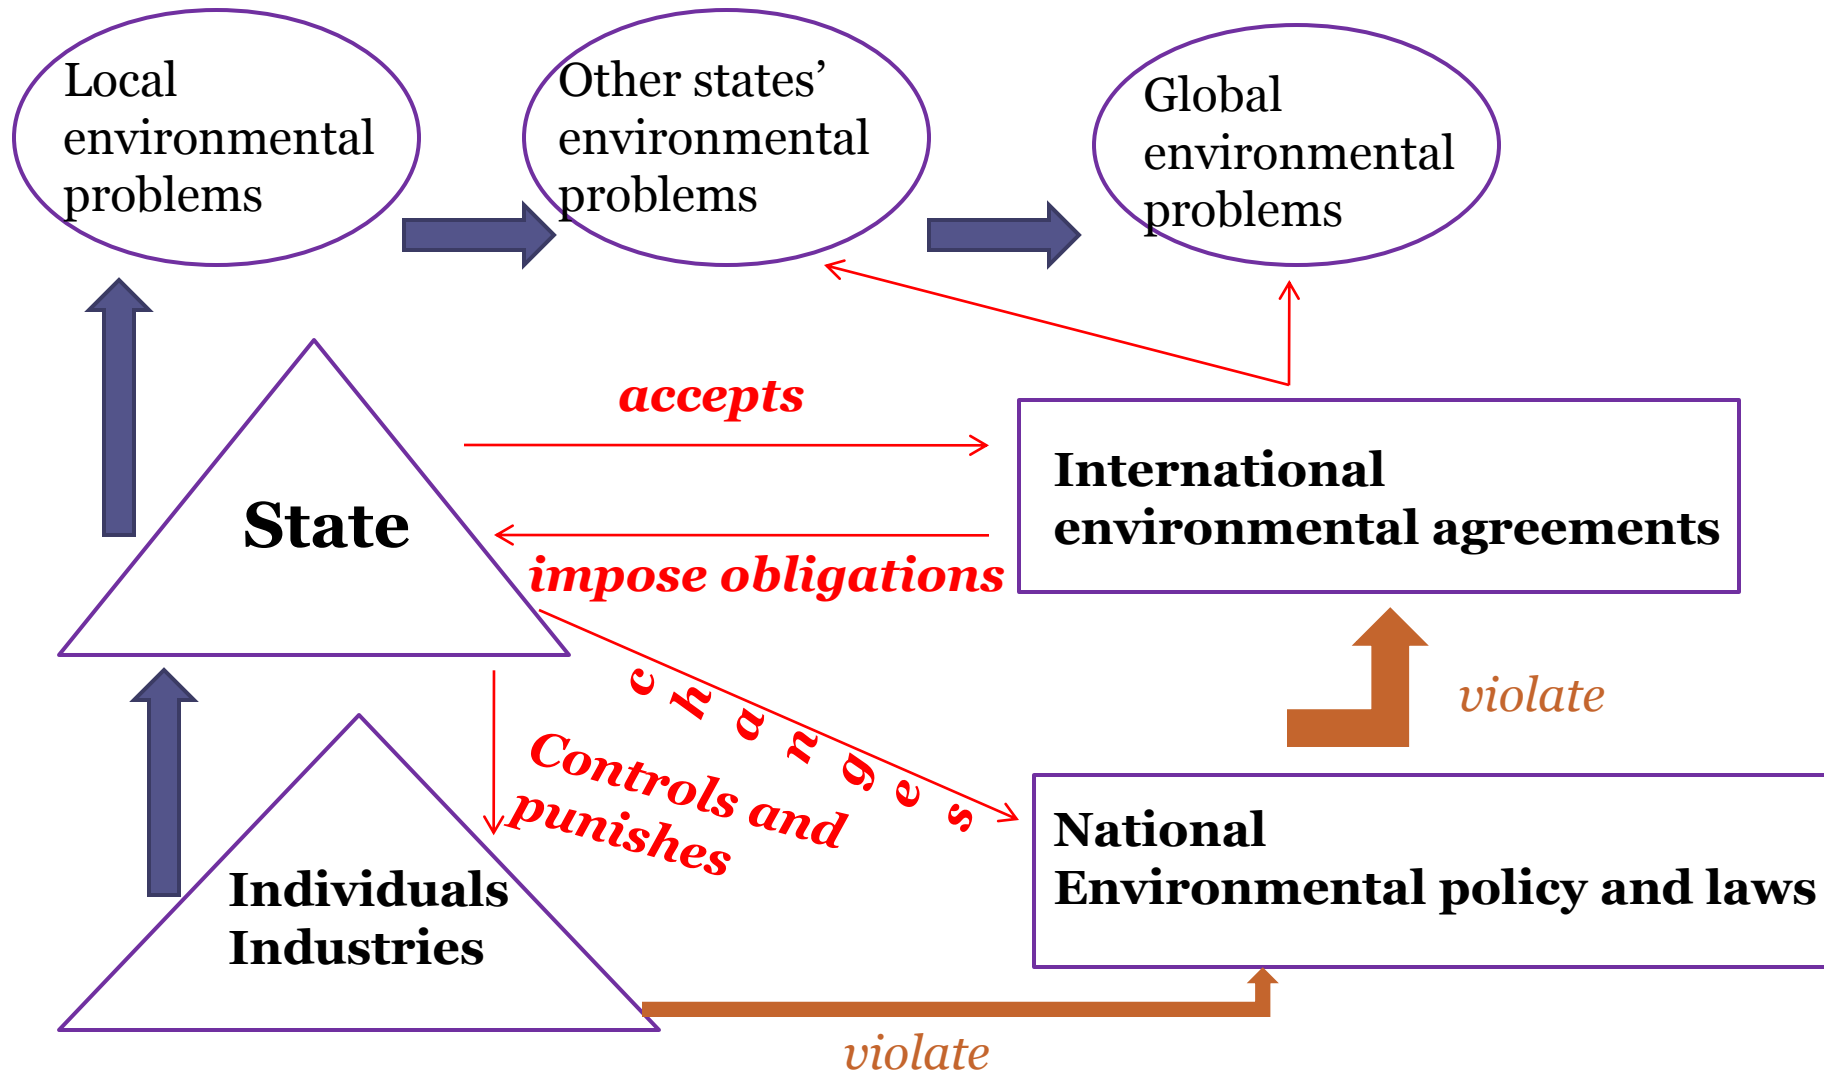 Local
environmental
problems
Other states’
environmental
problems
Global
environmental
problems
accepts
State
International
environmental agreements
impose obligations
changes
violate
Controls and
punishes
National
Environmental policy and laws
Individuals
Industries
violate